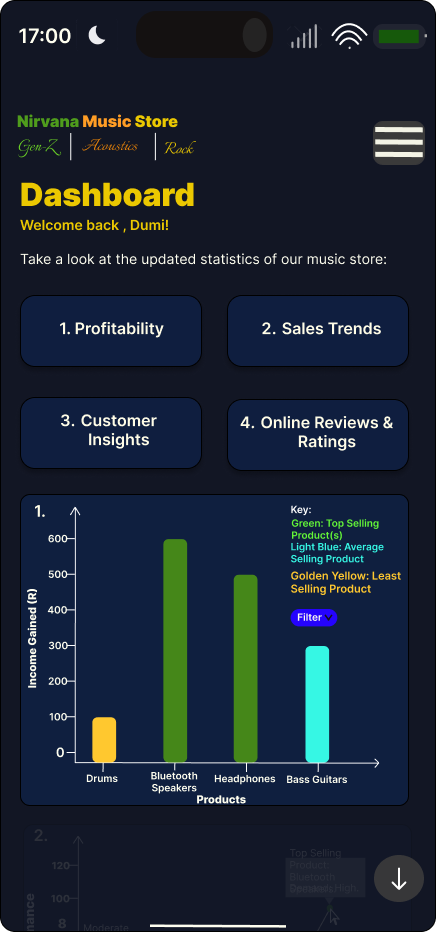 17:00
Nirvana Music Store
Gen-Z
Acoustics
Rock
Dashboard
Welcome back , Dumi!
Take a look at the updated statistics of our music store:
1. Profitability
2. Sales Trends
3. Customer
Insights
4. Online Reviews &
Ratings
1.
Key:
Green: Top Selling
Product(s)
Light Blue: Average
Selling Product
Golden Yellow: Least
Selling Product
Filter
Income Gained (R)
600
500
400
300
200
100
0
Drums
Bluetooth
Speakers
Headphones
Bass Guitars
Products
2.
Top Selling
Product
Bluetooth
120
100
8
Moderate